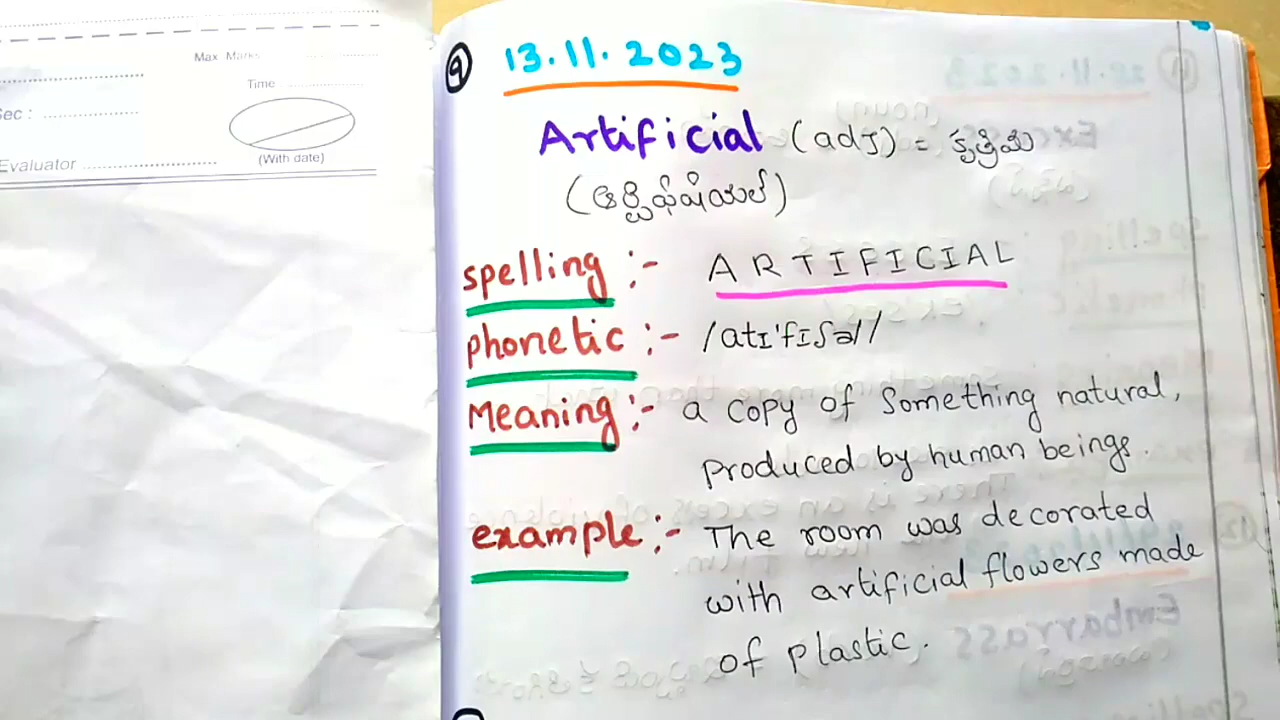 Max. Marks
Time
Sec :
Evaluator
(With date)
9 13.11.2023
Artificial (adj) = ಕೃತ್ರಿಮ
(ಆರ್ಟಿಫಿಷಿಯಲ್)
spelling :- ARTIFICIAL
phonetic :- /atɪ'fɪʃəl/
Meaning :- a copy of Something natural,
produced by human beings.
example :- The room was decorated
with artificial flowers made
of plastic.